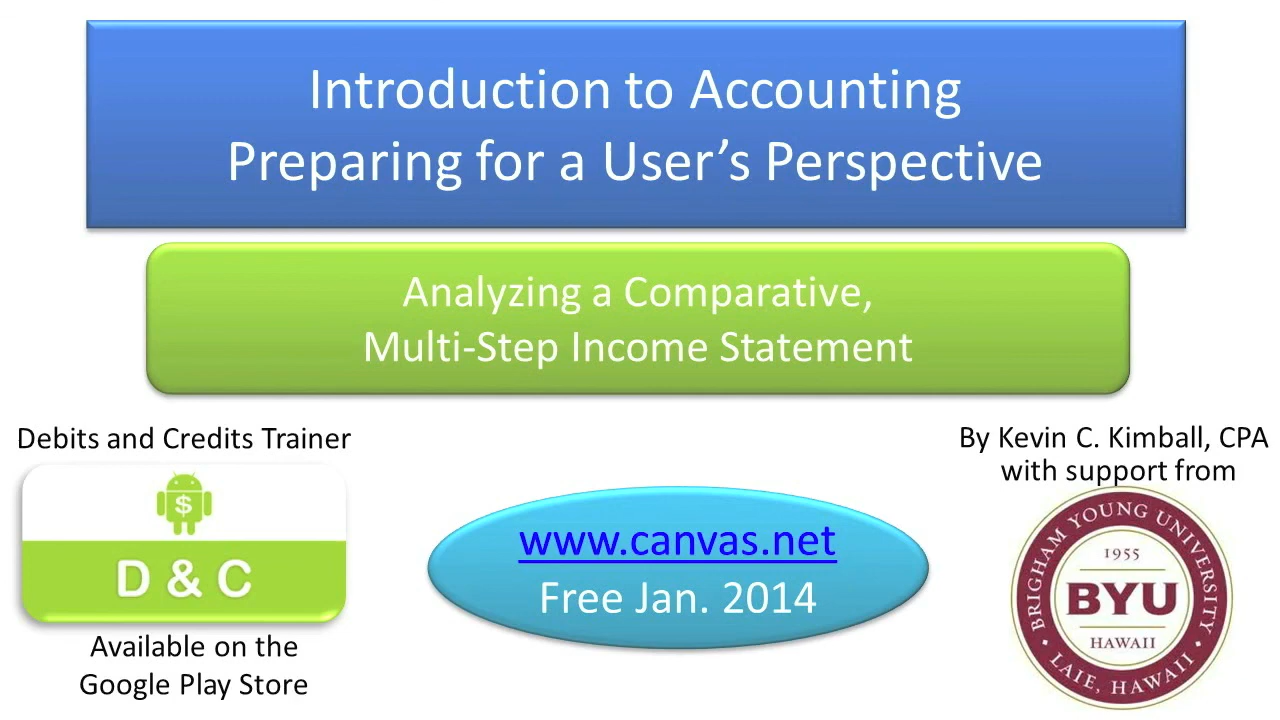 Introduction to Accounting
Preparing for a User’s Perspective
Analyzing a Comparative,
Multi-Step Income Statement
Debits and Credits Trainer
$
D & C
Available on the
Google Play Store
www.canvas.net
Free Jan. 2014
By Kevin C. Kimball, CPA
with support from
BRIGHAM YOUNG UNIVERSITY
1955
BYU
HAWAII
• LAIE, HAWAII •